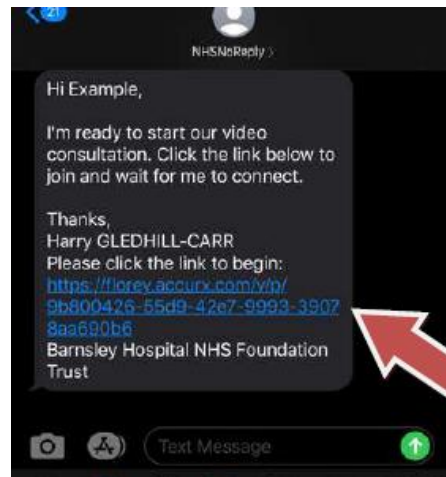 21
NHSNoReply >
Hi Example,
I'm ready to start our video
consultation. Click the link below to
join and wait for me to connect.
Thanks,
Harry GLEDHILL-CARR
Please click the link to begin:
https://florey.accurx.com/v/p/
9b800426-55d9-42e7-9993-3907
8aa690b6
Barnsley Hospital NHS Foundation
Trust
Text Message